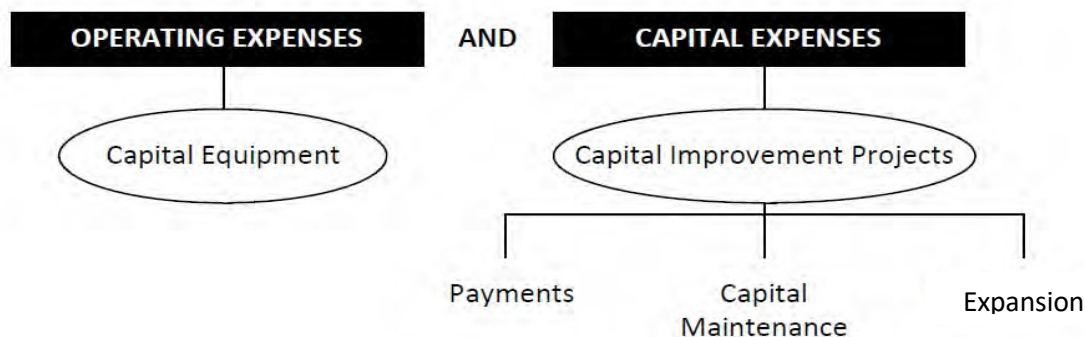 OPERATING EXPENSES AND CAPITAL EXPENSES
Capital Equipment
Capital Improvement Projects
Payments
Capital
Maintenance
Expansion